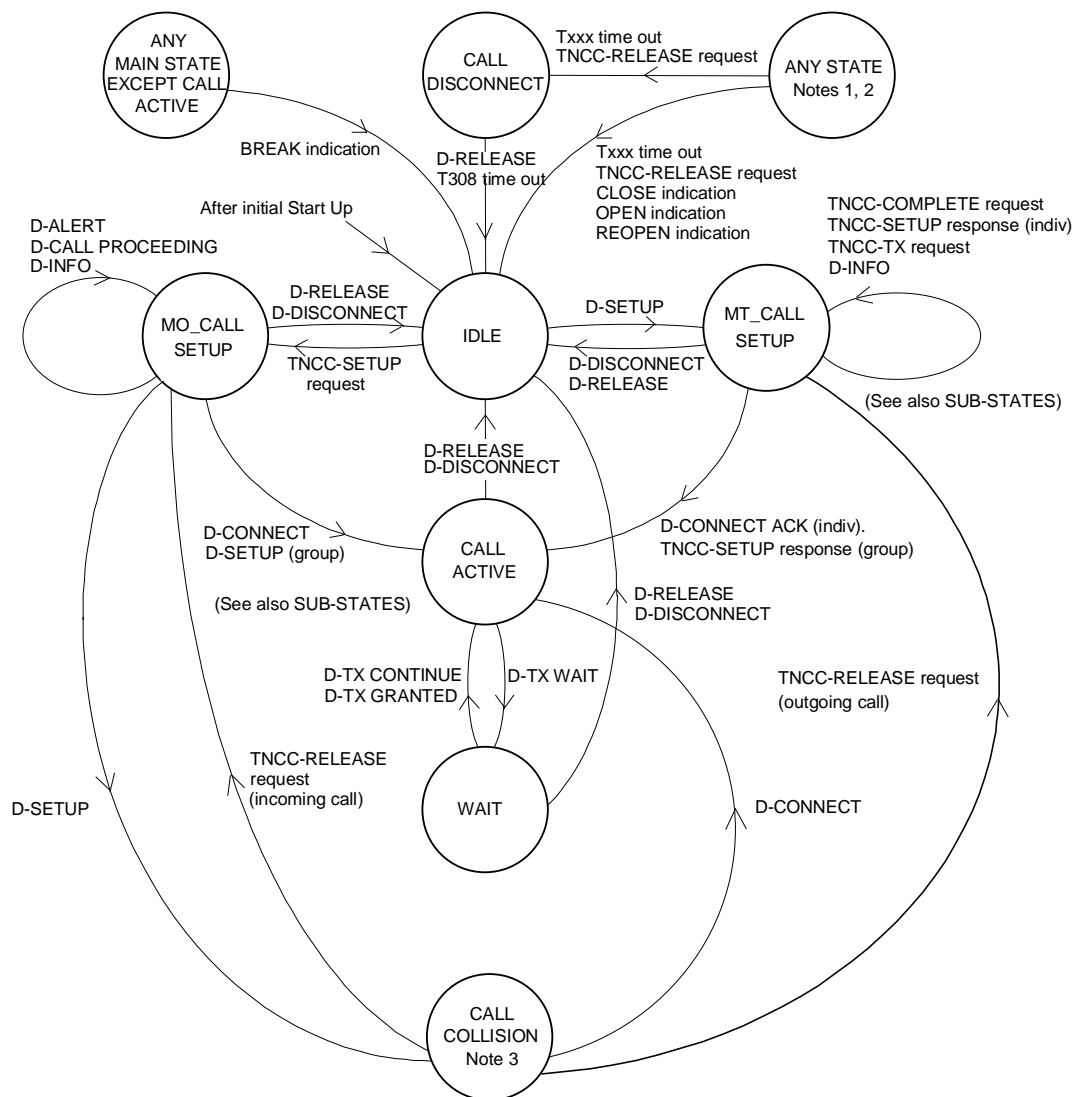 ANY
MAIN STATE
EXCEPT CALL
ACTIVE
CALL
DISCONNECT
Txxx time out
TNCC-RELEASE request
ANY STATE
Notes 1, 2
BREAK indication
D-RELEASE
T308 time out
Txxx time out
TNCC-RELEASE request
CLOSE indication
OPEN indication
REOPEN indication
After initial Start Up
TNCC-COMPLETE request
TNCC-SETUP response (indiv)
TNCC-TX request
D-INFO
D-ALERT
D-CALL PROCEEDING
D-INFO
MO_CALL
SETUP
D-RELEASE
D-DISCONNECT
TNCC-SETUP
request
IDLE
D-SETUP
D-DISCONNECT
D-RELEASE
MT_CALL
SETUP
(See also SUB-STATES)
D-RELEASE
D-DISCONNECT
D-CONNECT
D-SETUP (group)
CALL
ACTIVE
D-CONNECT ACK (indiv).
TNCC-SETUP response (group)
(See also SUB-STATES)
D-RELEASE
D-DISCONNECT
D-TX CONTINUE
D-TX GRANTED
D-TX WAIT
TNCC-RELEASE request
(outgoing call)
TNCC-RELEASE
request
(incoming call)
WAIT
D-SETUP
D-CONNECT
CALL
COLLISION
Note 3